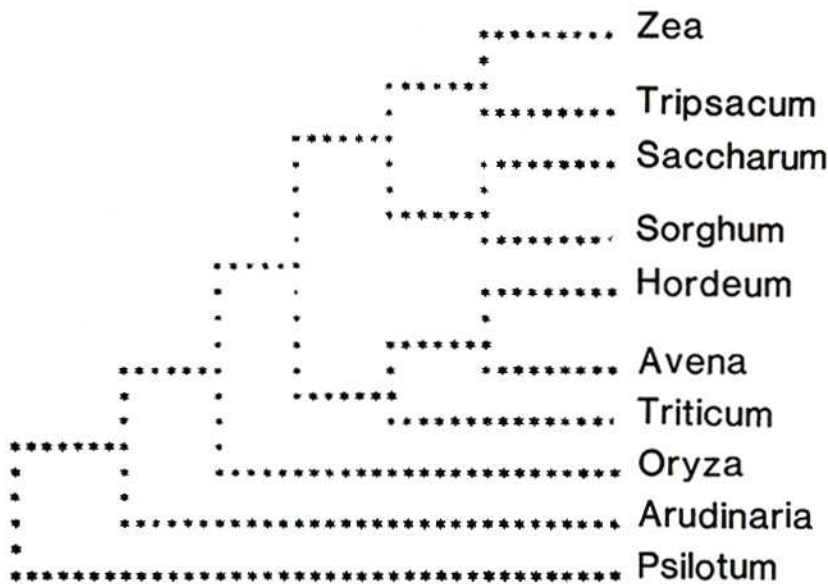 Zea
Tripsacum
Saccharum
Sorghum
Hordeum
Avena
Triticum
Oryza
Arudinaria
Psilotum